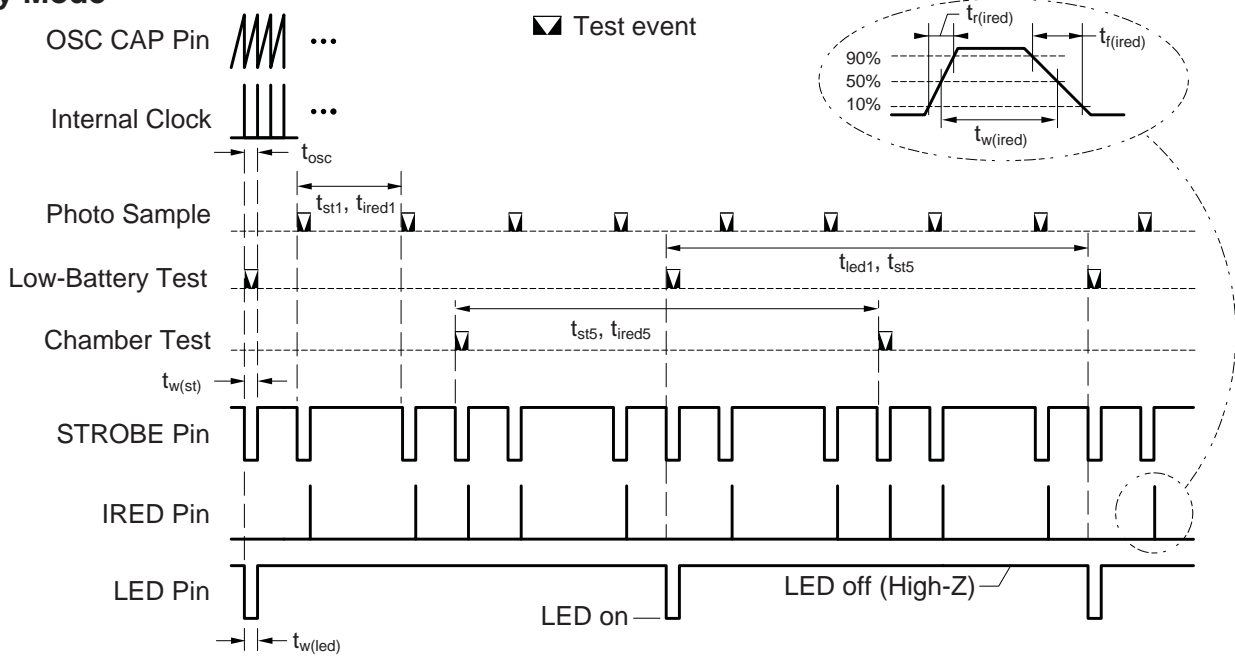 y Mode
OSC CAP Pin •••
Test event
Internal Clock •••
t_osc
Photo Sample
t_st1, t_ired1
Low-Battery Test
t_led1, t_st5
Chamber Test
t_st5, t_ired5
t_w(st)
STROBE Pin
IRED Pin
LED Pin
LED on
LED off (High-Z)
t_w(led)
t_r(ired)
t_f(ired)
90%
50%
10%
t_w(ired)